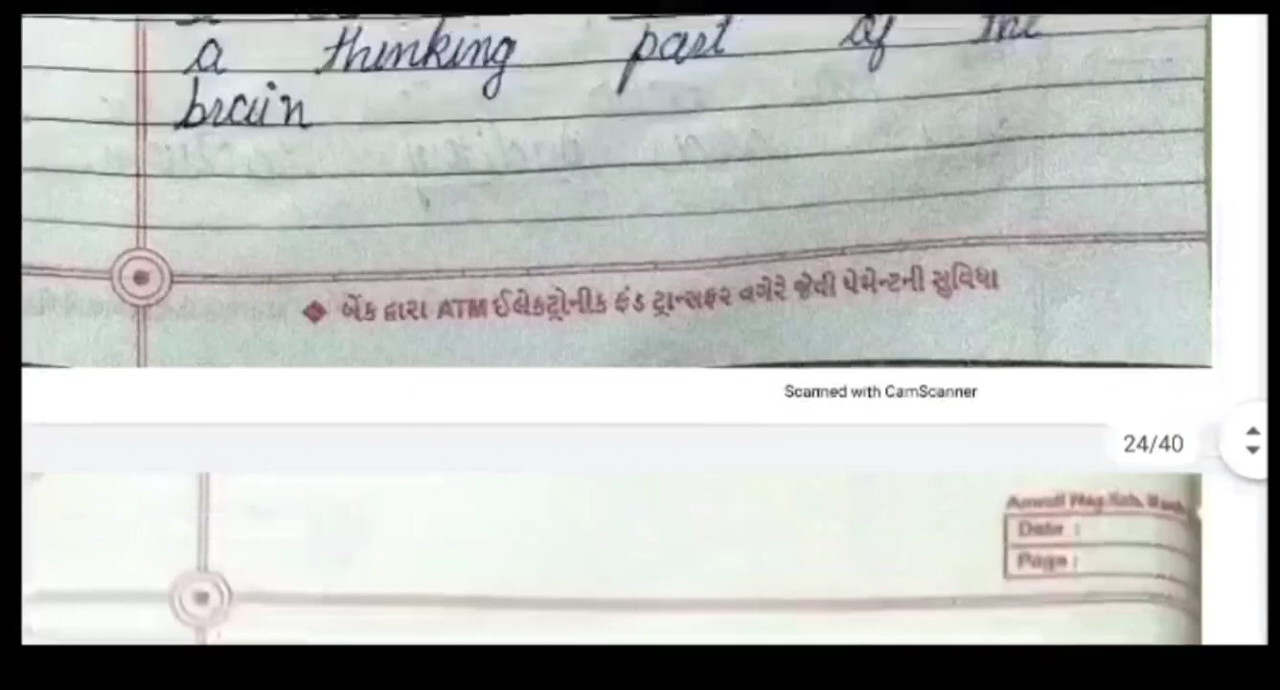 a thinking part of the
brain
◆ બેંક દ્વારા ATM ઈલેક્ટ્રોનીક ફંડ ટ્રાન્સફર વગેરે જેવી પેમેન્ટની સુવિધા
Scanned with CamScanner
24/40
Date :
Page :